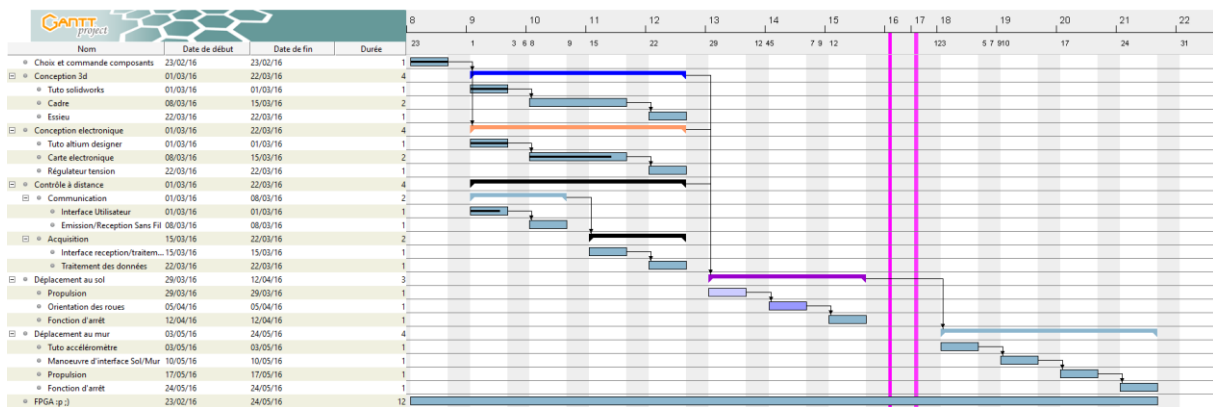 GANTT project
8 9 10 11 12 13 14 15 16 17 18 19 20 21 22
Nom Date de début Date de fin Durée 23 1 3 6 8 9 15 22 29 12 45 7 9 12 123 5 7 910 17 24 31
Choix et commande composants 23/02/16 23/02/16 1
Conception 3d 01/03/16 22/03/16 4
Tuto solidworks 01/03/16 01/03/16 1
Cadre 08/03/16 15/03/16 2
Essieu 22/03/16 22/03/16 1
Conception electronique 01/03/16 22/03/16 4
Tuto altium designer 01/03/16 01/03/16 1
Carte electronique 08/03/16 15/03/16 2
Régulateur tension 22/03/16 22/03/16 1
Contrôle à distance 01/03/16 22/03/16 4
Communication 01/03/16 08/03/16 2
Interface Utilisateur 01/03/16 01/03/16 1
Emission/Reception Sans Fil 08/03/16 08/03/16 1
Acquisition 15/03/16 22/03/16 2
Interface reception/traitem... 15/03/16 15/03/16 1
Traitement des données 22/03/16 22/03/16 1
Déplacement au sol 29/03/16 12/04/16 3
Propulsion 29/03/16 29/03/16 1
Orientation des roues 05/04/16 05/04/16 1
Fonction d'arrêt 12/04/16 12/04/16 1
Déplacement au mur 03/05/16 24/05/16 4
Tuto accéléromètre 03/05/16 03/05/16 1
Manoeuvre d'interface Sol/Mur 10/05/16 10/05/16 1
Propulsion 17/05/16 17/05/16 1
Fonction d'arrêt 24/05/16 24/05/16 1
FPGA :p ;) 23/02/16 24/05/16 12